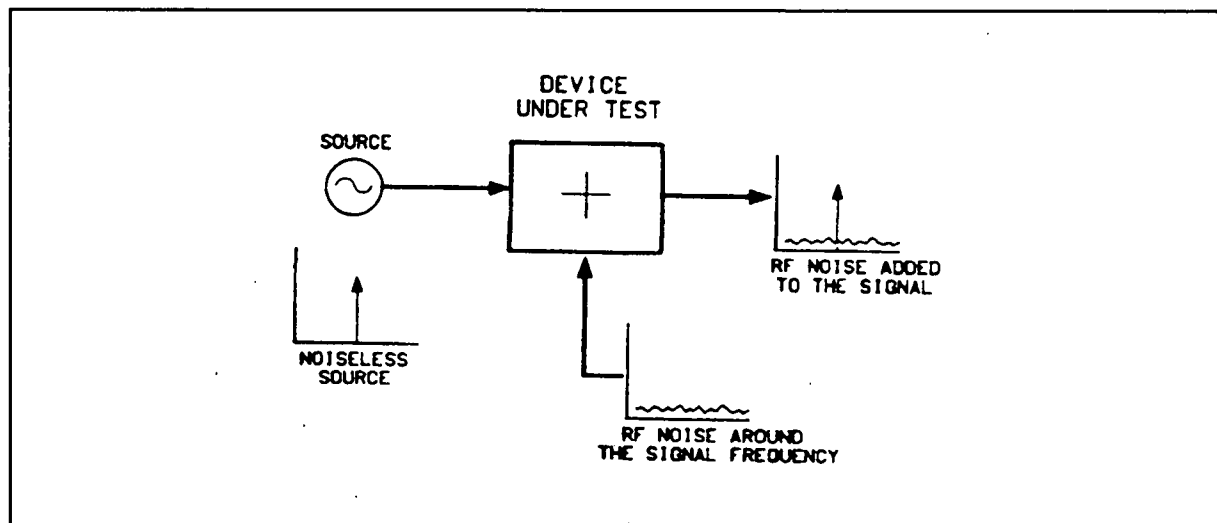 DEVICE
UNDER TEST
SOURCE
NOISELESS
SOURCE
RF NOISE ADDED
TO THE SIGNAL
RF NOISE AROUND
THE SIGNAL FREQUENCY